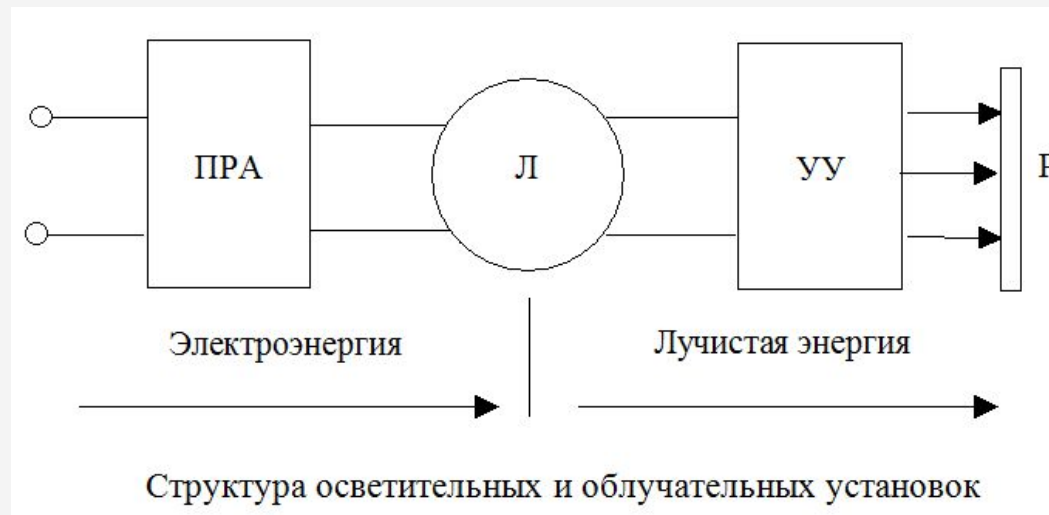 ПРА
Л
УУ
Электроэнергия
Лучистая энергия
Структура осветительных и облучательных установок